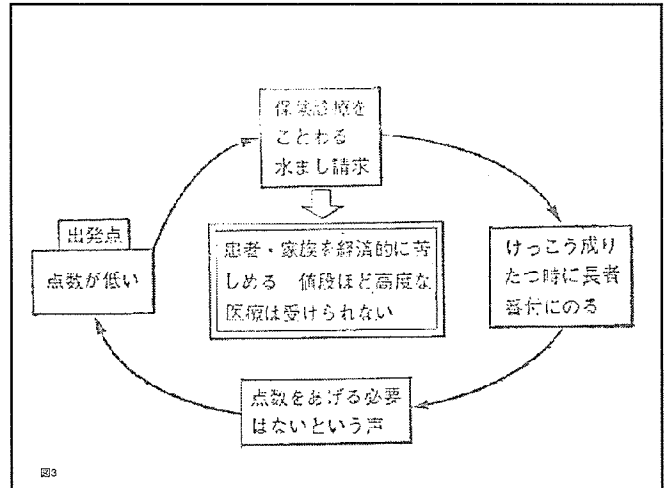 保険診療を
ことわる
水まし請求
出発点
点数が低い
患者・家族を経済的に苦
しめる 値段ほど高度な
医療は受けられない
けっこう成り
たつ時に長者
番付にのる
点数をあげる必要
はないという声
図3